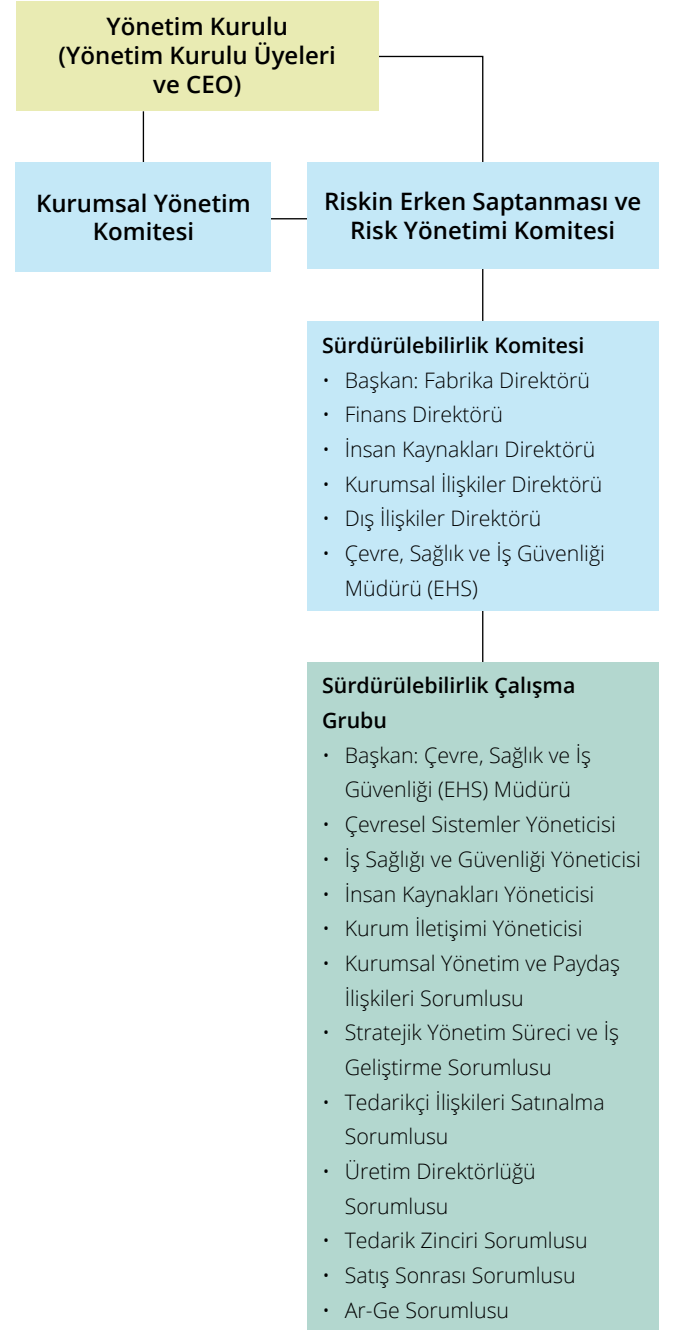 Yönetim Kurulu
(Yönetim Kurulu Üyeleri
ve CEO)
Kurumsal Yönetim
Komitesi
Riskin Erken Saptanması ve
Risk Yönetimi Komitesi
Sürdürülebilirlik Komitesi
• Başkan: Fabrika Direktörü
• Finans Direktörü
• İnsan Kaynakları Direktörü
• Kurumsal İlişkiler Direktörü
• Dış İlişkiler Direktörü
• Çevre, Sağlık ve İş Güvenliği
Müdürü (EHS)
Sürdürülebilirlik Çalışma
Grubu
• Başkan: Çevre, Sağlık ve İş
Güvenliği (EHS) Müdürü
• Çevresel Sistemler Yöneticisi
• İş Sağlığı ve Güvenliği Yöneticisi
• İnsan Kaynakları Yöneticisi
• Kurum İletişimi Yöneticisi
• Kurumsal Yönetim ve Paydaş
İlişkileri Sorumlusu
• Stratejik Yönetim Süreci ve İş
Geliştirme Sorumlusu
• Tedarikçi İlişkileri Satınalma
Sorumlusu
• Üretim Direktörlüğü
Sorumlusu
• Tedarik Zinciri Sorumlusu
• Satış Sonrası Sorumlusu
• Ar-Ge Sorumlusu